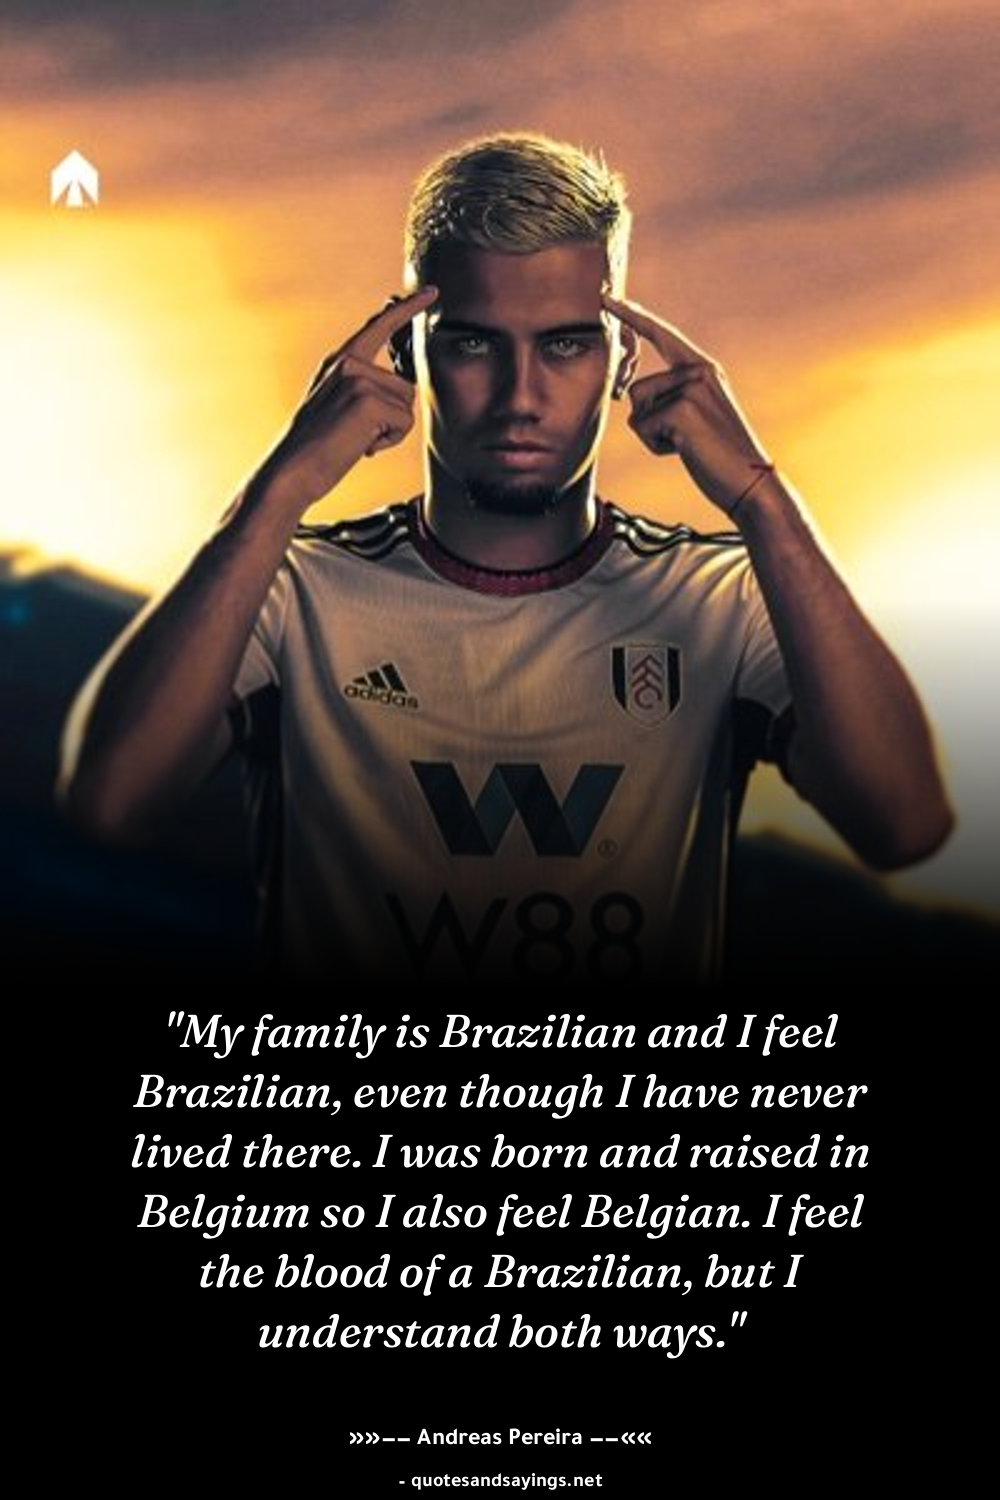 adidas
W
W88
"My family is Brazilian and I feel
Brazilian, even though I have never
lived there. I was born and raised in
Belgium so I also feel Belgian. I feel
the blood of a Brazilian, but I
understand both ways."
»»–– Andreas Pereira ––««
- quotesandsayings.net